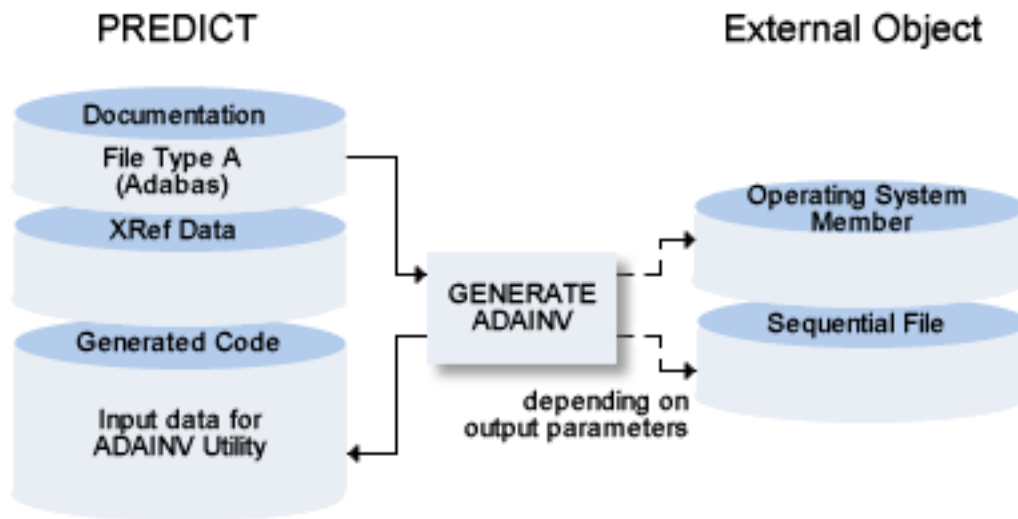 PREDICT
External Object
Documentation
File Type A
(Adabas)
XRef Data
Generated Code
Input data for
ADAINV Utility
GENERATE
ADAINV
depending on
output parameters
Operating System
Member
Sequential File